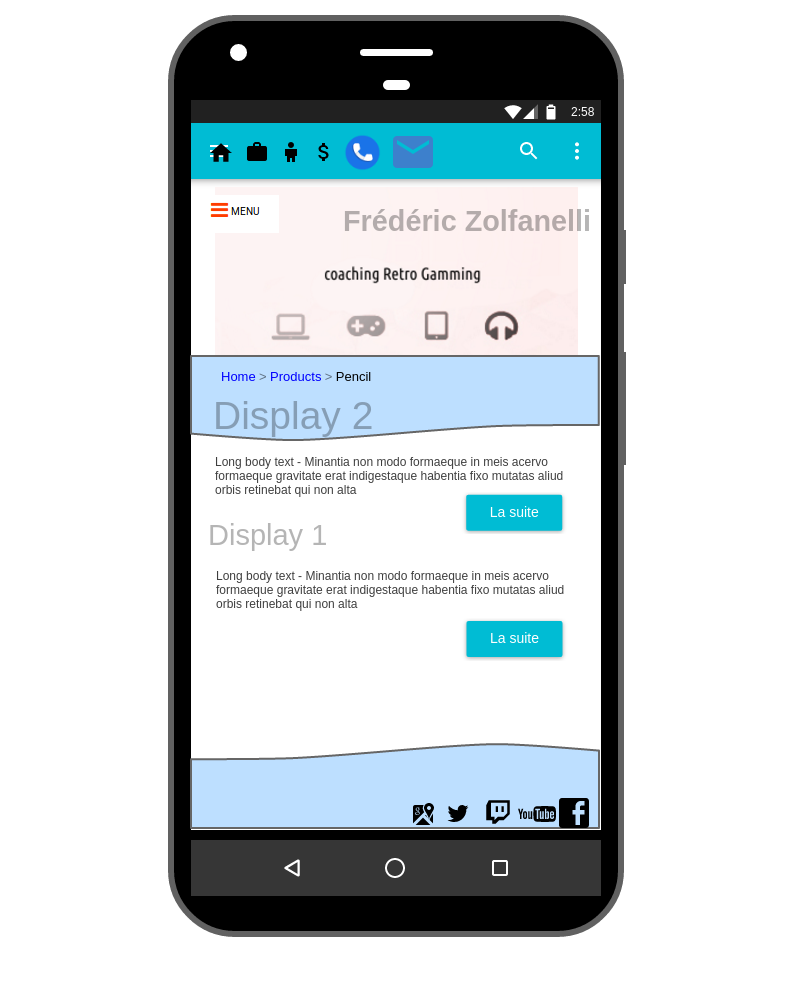 2:58
MENU
Frédéric Zolfanelli
coaching Retro Gamming
Home > Products > Pencil
Display 2
Long body text - Minantia non modo formaeque in meis acervo
formaeque gravitate erat indigestaque habentia fixo mutatas aliud
orbis retinebat qui non alta
La suite
Display 1
Long body text - Minantia non modo formaeque in meis acervo
formaeque gravitate erat indigestaque habentia fixo mutatas aliud
orbis retinebat qui non alta
La suite
YouTube